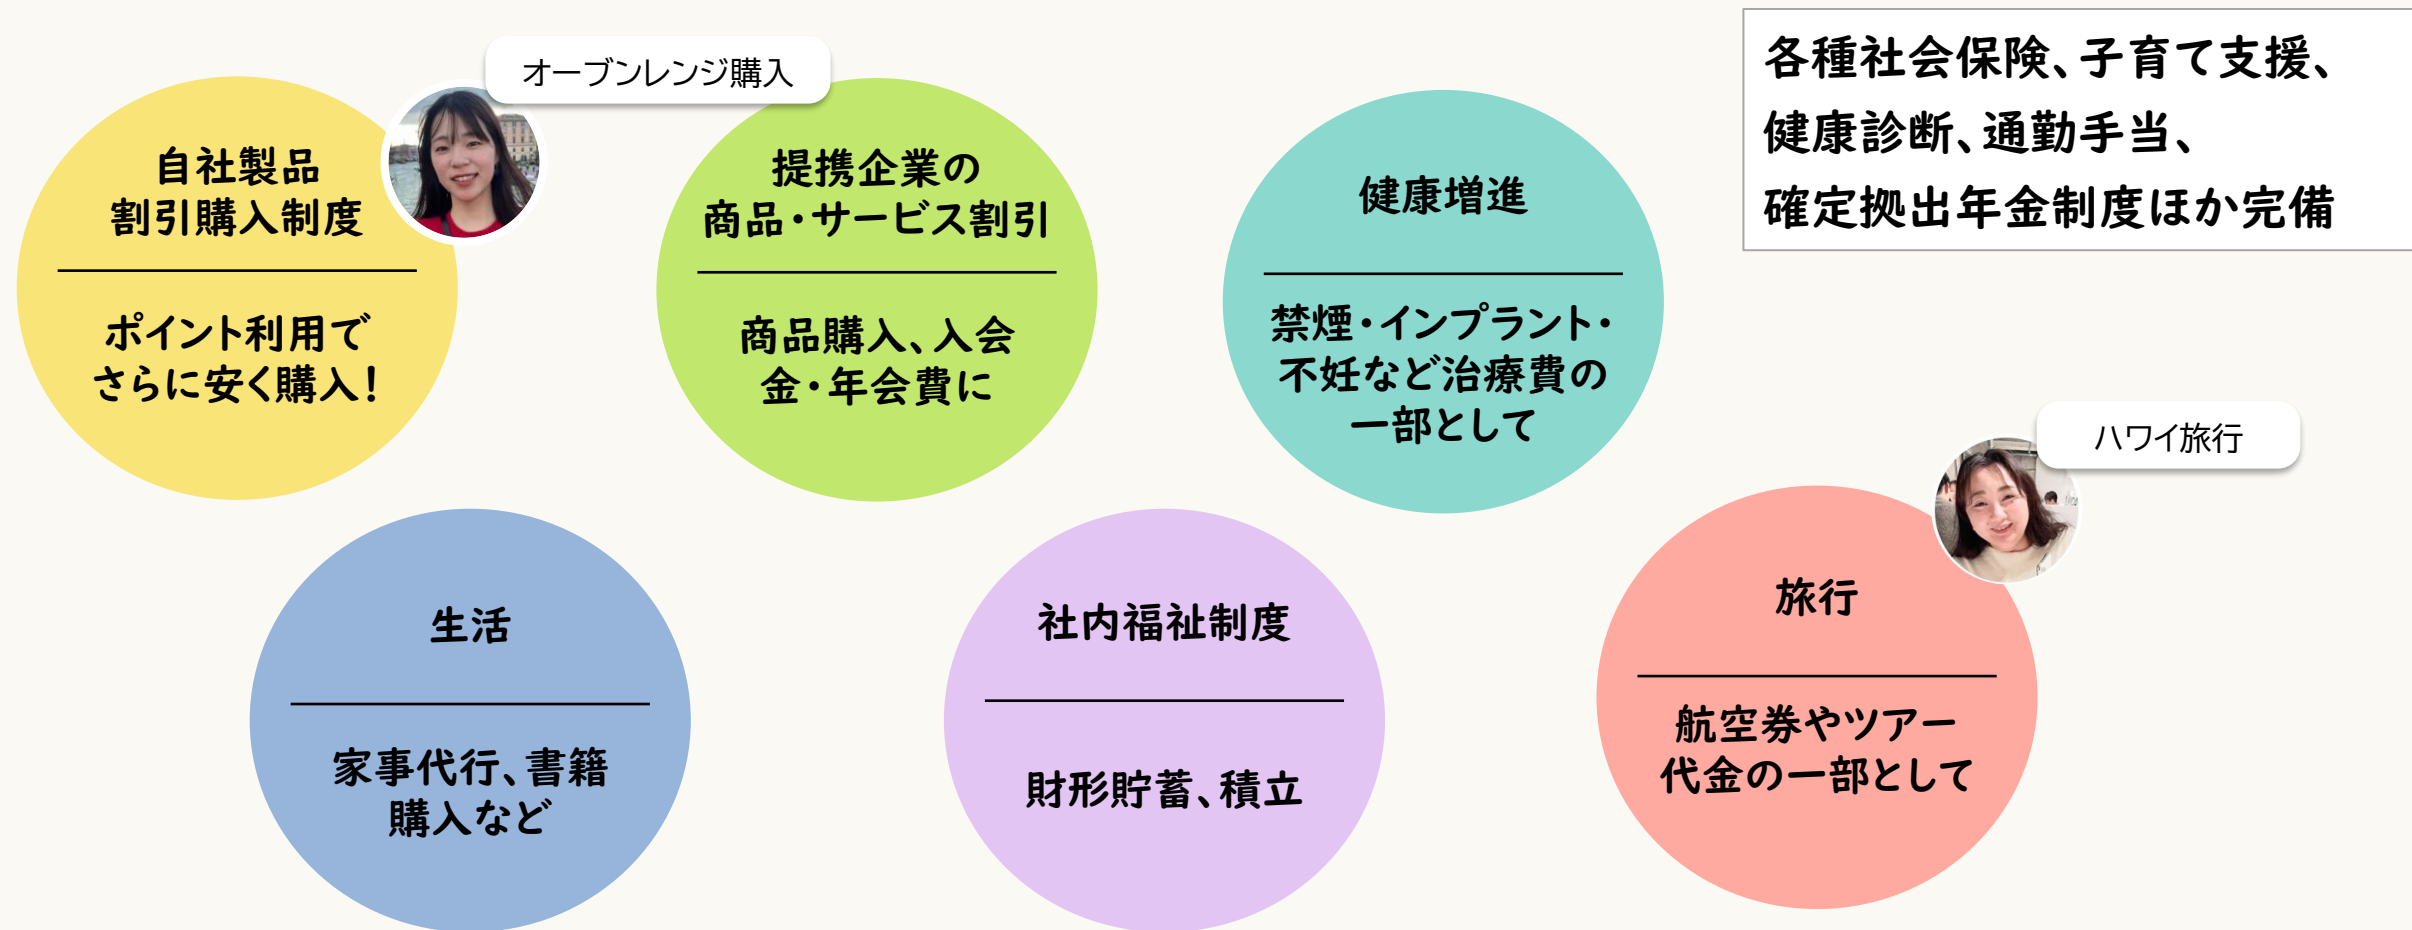 オーブンレンジ購入
自社製品
割引購入制度
ポイント利用で
さらに安く購入!
提携企業の
商品・サービス割引
商品購入、入会
金・年会費に
健康増進
禁煙・インプラント・
不妊など治療費の
一部として
各種社会保険、子育て支援、
健康診断、通勤手当、
確定拠出年金制度ほか完備
生活
家事代行、書籍
購入など
社内福祉制度
財形貯蓄、積立
ハワイ旅行
旅行
航空券やツアー
代金の一部として